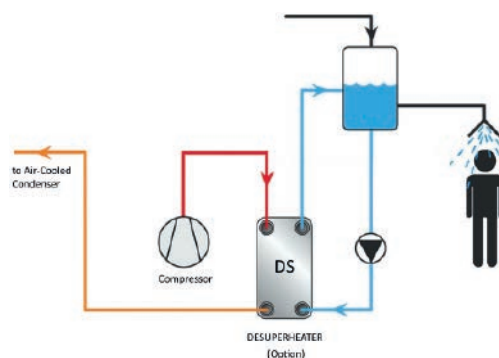 to Air-Cooled
Condenser
Compressor
DS
DESUPERHEATER
(Option)